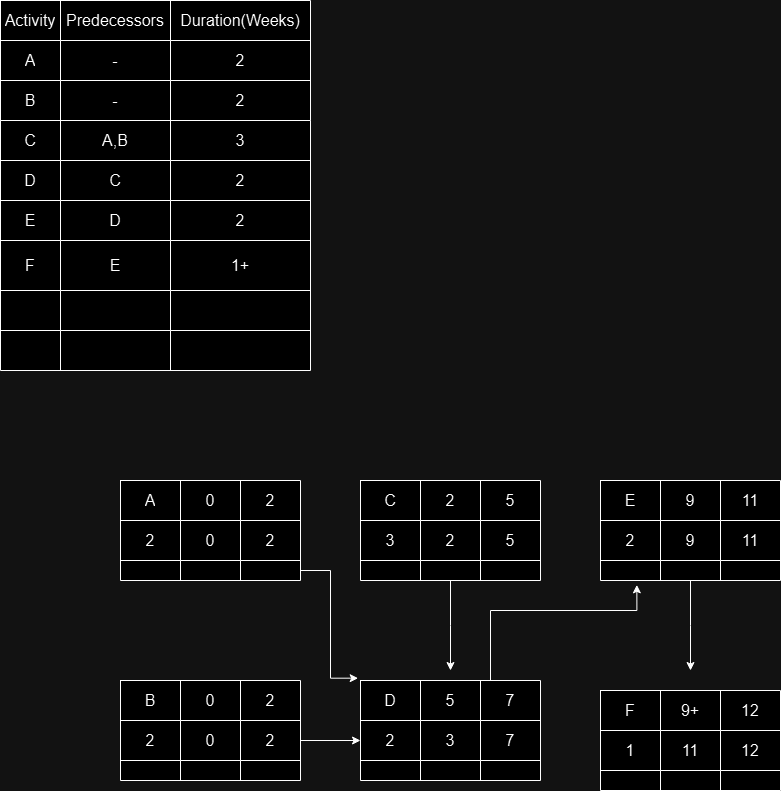 Activity Predecessors Duration(Weeks)
A - 2
B - 2
C A,B 3
D C 2
E D 2
F E 1+
A 0 2
2 0 2
C 2 5
3 2 5
E 9 11
2 9 11
B 0 2
2 0 2
D 5 7
2 3 7
F 9+ 12
1 11 12